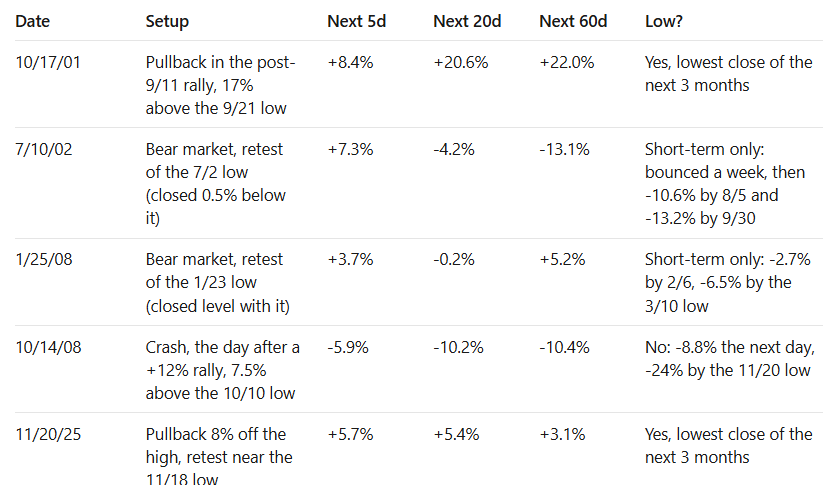 Date Setup Next 5d Next 20d Next 60d Low?
10/17/01 Pullback in the post- +8.4% +20.6% +22.0% Yes, lowest close of the
9/11 rally, 17% next 3 months
above the 9/21 low
7/10/02 Bear market, retest +7.3% -4.2% -13.1% Short-term only:
of the 7/2 low bounced a week, then
(closed 0.5% below -10.6% by 8/5 and
it) -13.2% by 9/30
1/25/08 Bear market, retest +3.7% -0.2% +5.2% Short-term only: -2.7%
of the 1/23 low by 2/6, -6.5% by the
(closed level with it) 3/10 low
10/14/08 Crash, the day after a -5.9% -10.2% -10.4% No: -8.8% the next day,
+12% rally, 7.5% -24% by the 11/20 low
above the 10/10 low
11/20/25 Pullback 8% off the +5.7% +5.4% +3.1% Yes, lowest close of the
high, retest near the next 3 months
11/18 low